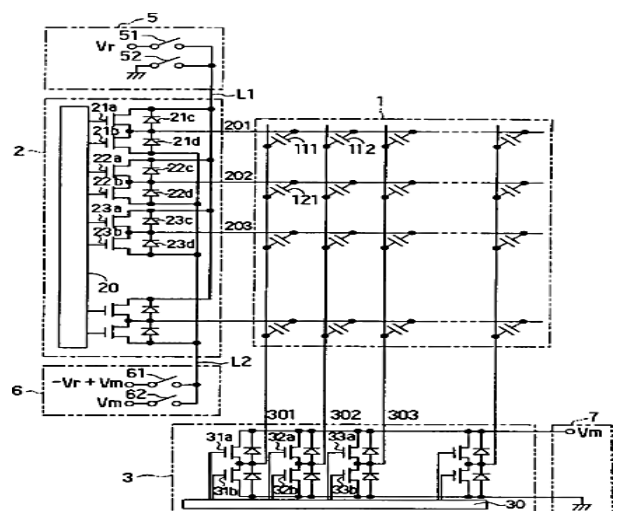 5
Vr 51
52
L1
1
2
21a
21b
21c
21d
201
111 112
22a
22b
22c
22d
202
121
23a
23b
23c
23d
203
20
L2
6
-Vr + Vm 61
Vm 62
301 302 303
7
Vm
3
31a 32a 33a
31b 32b 33b
30